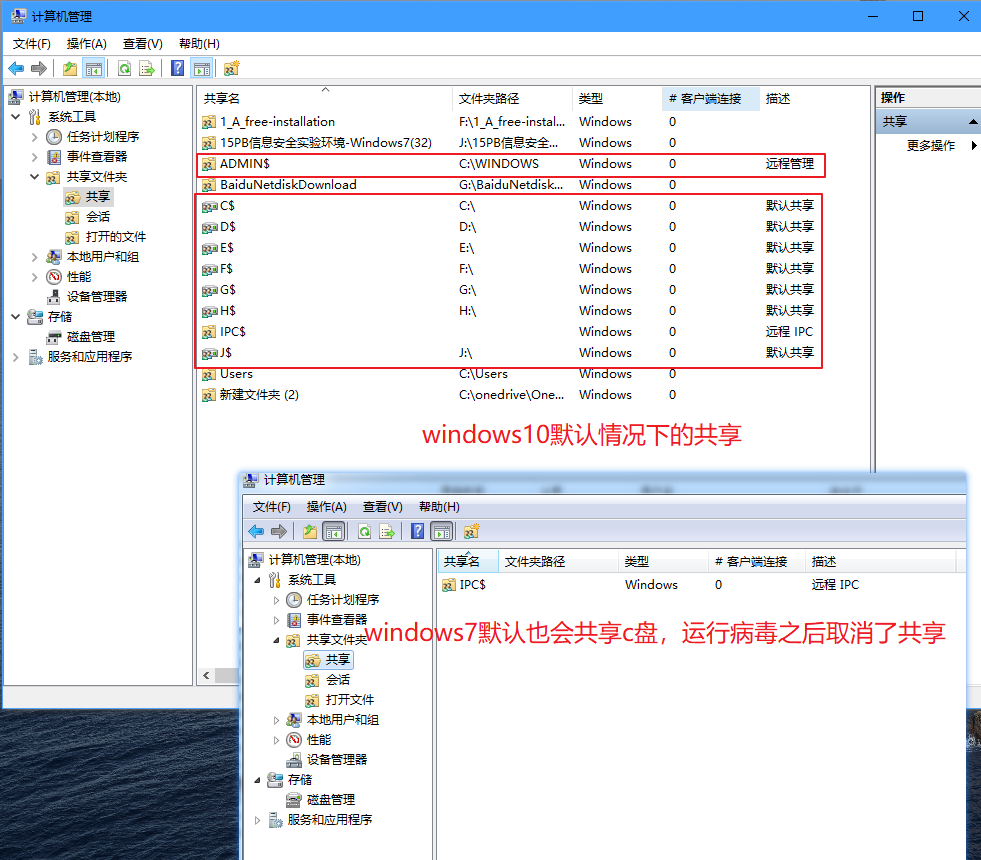 计算机管理
文件(F) 操作(A) 查看(V) 帮助(H)
计算机管理(本地)
系统工具
任务计划程序
事件查看器
共享文件夹
共享
会话
打开的文件
本地用户和组
性能
设备管理器
存储
磁盘管理
服务和应用程序
共享名 文件夹路径 类型 # 客户端连接 描述
1_A_free-installation F:\1_A_free-instal... Windows 0
15PB信息安全实验环境-Windows7(32) J:\15PB信息安全... Windows 0
ADMIN$ C:\WINDOWS Windows 0 远程管理
BaiduNetdiskDownload G:\BaiduNetdisk... Windows 0
C$ C:\ Windows 0 默认共享
D$ D:\ Windows 0 默认共享
E$ E:\ Windows 0 默认共享
F$ F:\ Windows 0 默认共享
G$ G:\ Windows 0 默认共享
H$ H:\ Windows 0 默认共享
IPC$ Windows 0 远程 IPC
J$ J:\ Windows 0 默认共享
Users C:\Users Windows 0
新建文件夹 (2) C:\onedrive\One... Windows 0
操作
共享
更多操作
windows10默认情况下的共享
计算机管理
文件(F) 操作(A) 查看(V) 帮助(H)
计算机管理(本地)
系统工具
任务计划程序
事件查看器
共享文件夹
共享
会话
打开文件
本地用户和组
性能
设备管理器
存储
磁盘管理
服务和应用程序
共享名 文件夹路径 类型 # 客户端连接 描述
IPC$ Windows 0 远程 IPC
windows7默认也会共享c盘，运行病毒之后取消了共享